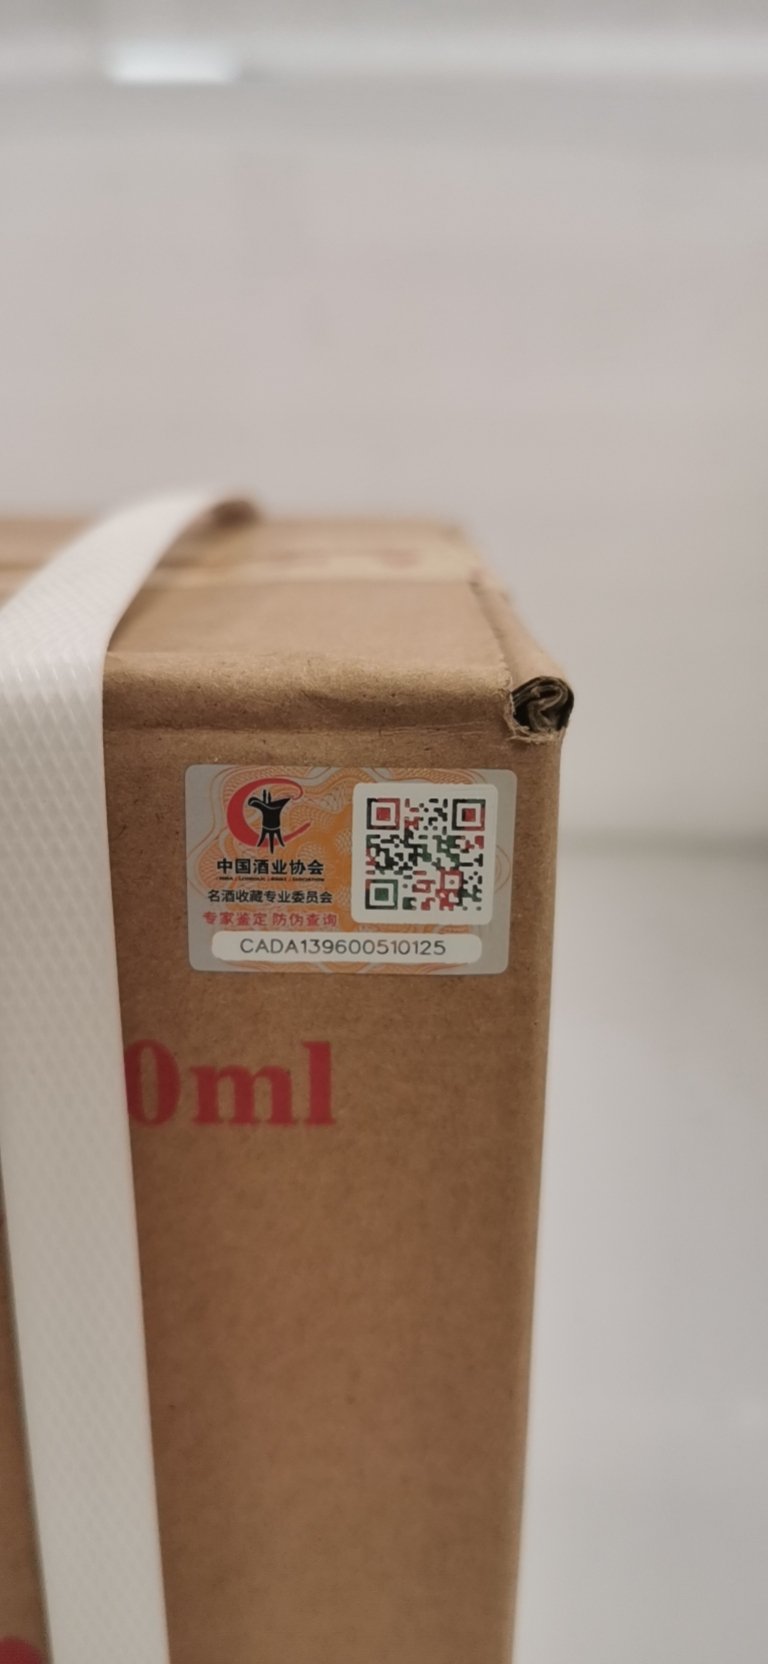 中国酒业协会
名酒收藏专业委员会
专家鉴定 防伪查询
CADA139600510125
0ml